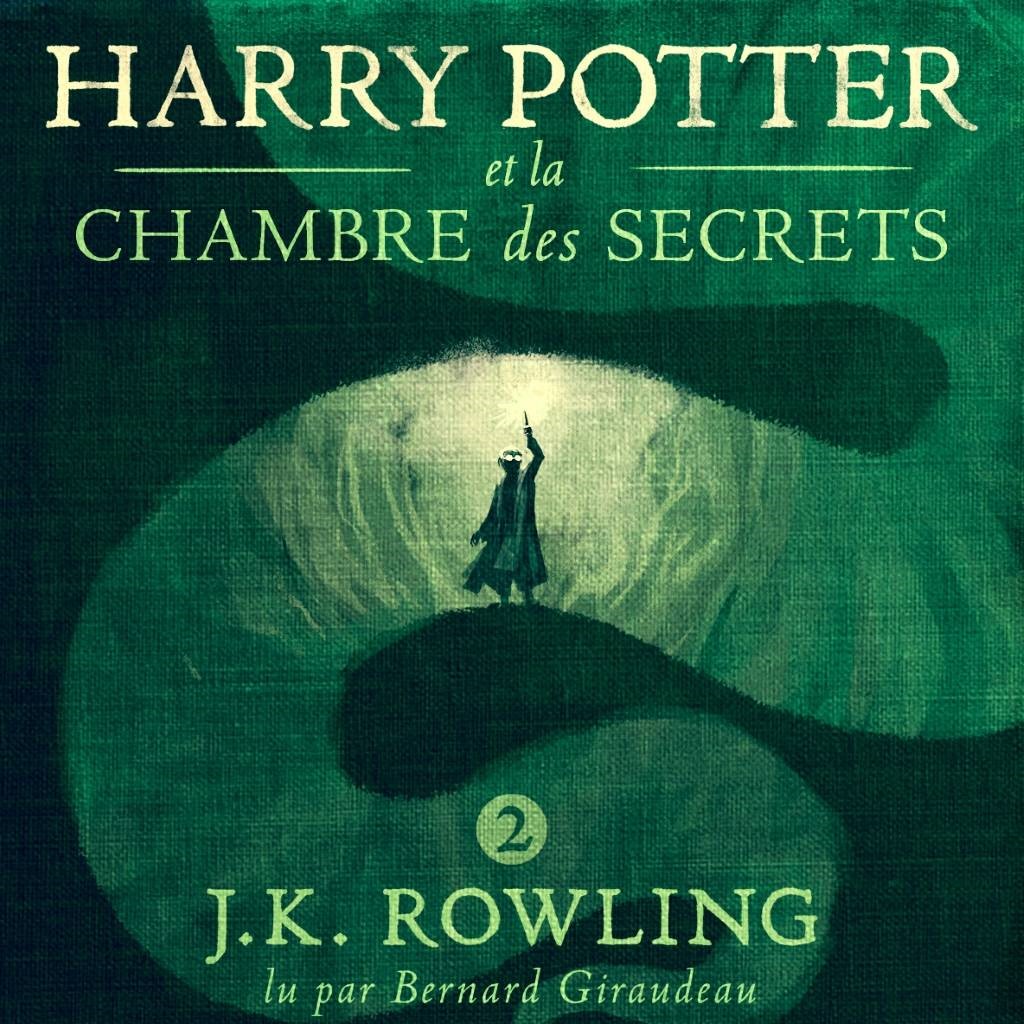 HARRY POTTER
et la
CHAMBRE des SECRETS
2
J.K. ROWLING
lu par Bernard Giraudeau